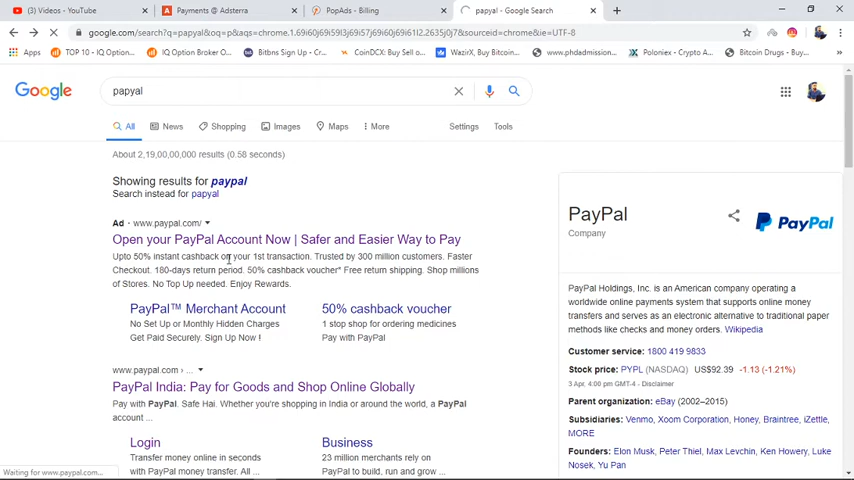 (3) Videos - YouTube
Payments @ Adsterra
PopAds - Billing
papyal - Google Search
google.com/search?q=papyal&oq=p&aqs=chrome.1.69i60j69i59l3j69i57j69i60j69i61l2.2635j0j7&sourceid=chrome&ie=UTF-8
Apps
TOP 10 - IQ Option...
IQ Option Broker O...
Bitbns Sign Up - Cr...
CoinDCX: Buy Sell o...
WazirX, Buy Bitcoin...
www.phdadmission...
Poloniex - Crypto A...
Bitcoin Drugs - Buy...
Google
papyal
All
News
Shopping
Images
Maps
More
Settings
Tools
About 2,19,00,00,000 results (0.58 seconds)
Showing results for paypal
Search instead for papyal
Ad · www.paypal.com/
Open your PayPal Account Now | Safer and Easier Way to Pay
Upto 50% instant cashback on your 1st transaction. Trusted by 300 million customers. Faster
Checkout. 180-days return period. 50% cashback voucher* Free return shipping. Shop millions
of Stores. No Top Up needed. Enjoy Rewards.
PayPal™ Merchant Account
No Set Up or Monthly Hidden Charges
Get Paid Securely. Sign Up Now !
50% cashback voucher
1 stop shop for ordering medicines
Pay with PayPal
www.paypal.com › ...
PayPal India: Pay for Goods and Shop Online Globally
Pay with PayPal. Safe Hai. Whether you're shopping in India or around the world, a PayPal
account ...
Login
Transfer money online in seconds
with PayPal money transfer. All ...
Business
23 million merchants rely on
PayPal to build, run and grow ...
PayPal
Company
PayPal
PayPal Holdings, Inc. is an American company operating a
worldwide online payments system that supports online money
transfers and serves as an electronic alternative to traditional paper
methods like checks and money orders. Wikipedia
Customer service: 1800 419 9833
Stock price: PYPL (NASDAQ) US$92.39 -1.13 (-1.21%)
3 Apr, 4:00 pm GMT-4 - Disclaimer
Parent organization: eBay (2002–2015)
Subsidiaries: Venmo, Xoom Corporation, Honey, Braintree, iZettle,
MORE
Founders: Elon Musk, Peter Thiel, Max Levchin, Ken Howery, Luke
Nosek, Yu Pan
Waiting for www.paypal.com...